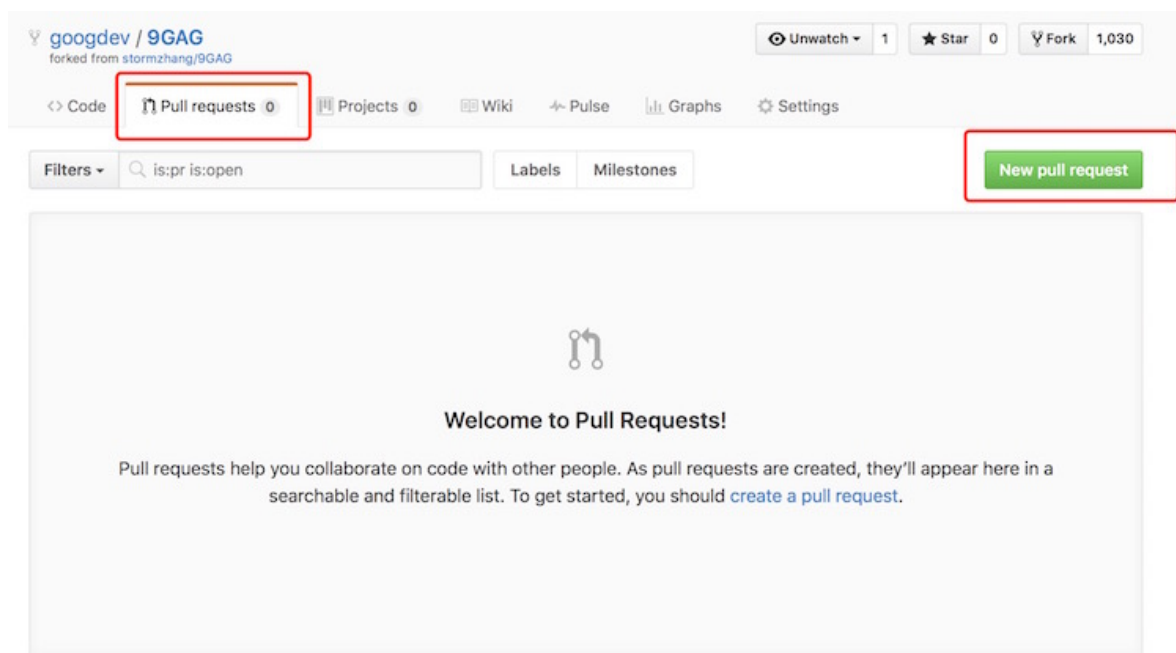 googdev / 9GAG
forked from stormzhang/9GAG
Unwatch 1 Star 0 Fork 1,030
<> Code Pull requests 0 Projects 0 Wiki Pulse Graphs Settings
Filters is:pr is:open Labels Milestones New pull request
Welcome to Pull Requests!
Pull requests help you collaborate on code with other people. As pull requests are created, they’ll appear here in a
searchable and filterable list. To get started, you should create a pull request.